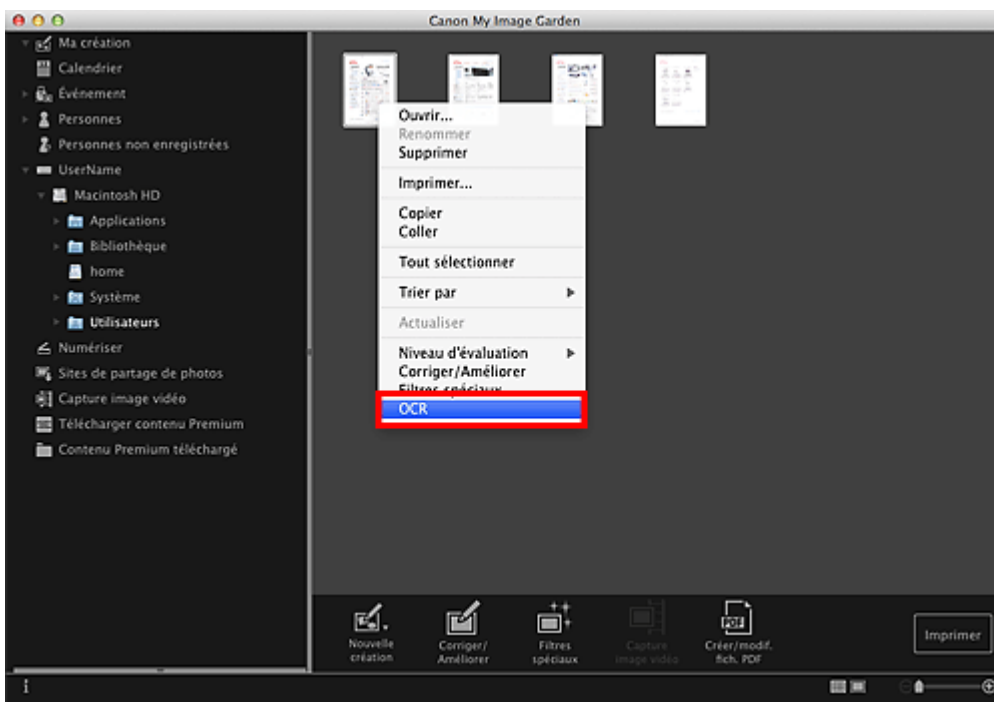 Canon My Image Garden
Ma création
Calendrier
Événement
Personnes
Personnes non enregistrées
UserName
Macintosh HD
Applications
Bibliothèque
home
Système
Utilisateurs
Numériser
Sites de partage de photos
Capture image vidéo
Télécharger contenu Premium
Contenu Premium téléchargé
Ouvrir...
Renommer
Supprimer
Imprimer...
Copier
Coller
Tout sélectionner
Trier par
Actualiser
Niveau d'évaluation
Corriger/Améliorer
Filtres spéciaux
OCR
Nouvelle
création
Corriger/
Améliorer
Filtres
spéciaux
Capture
image vidéo
PDF
Créer/modif.
fich. PDF
Imprimer